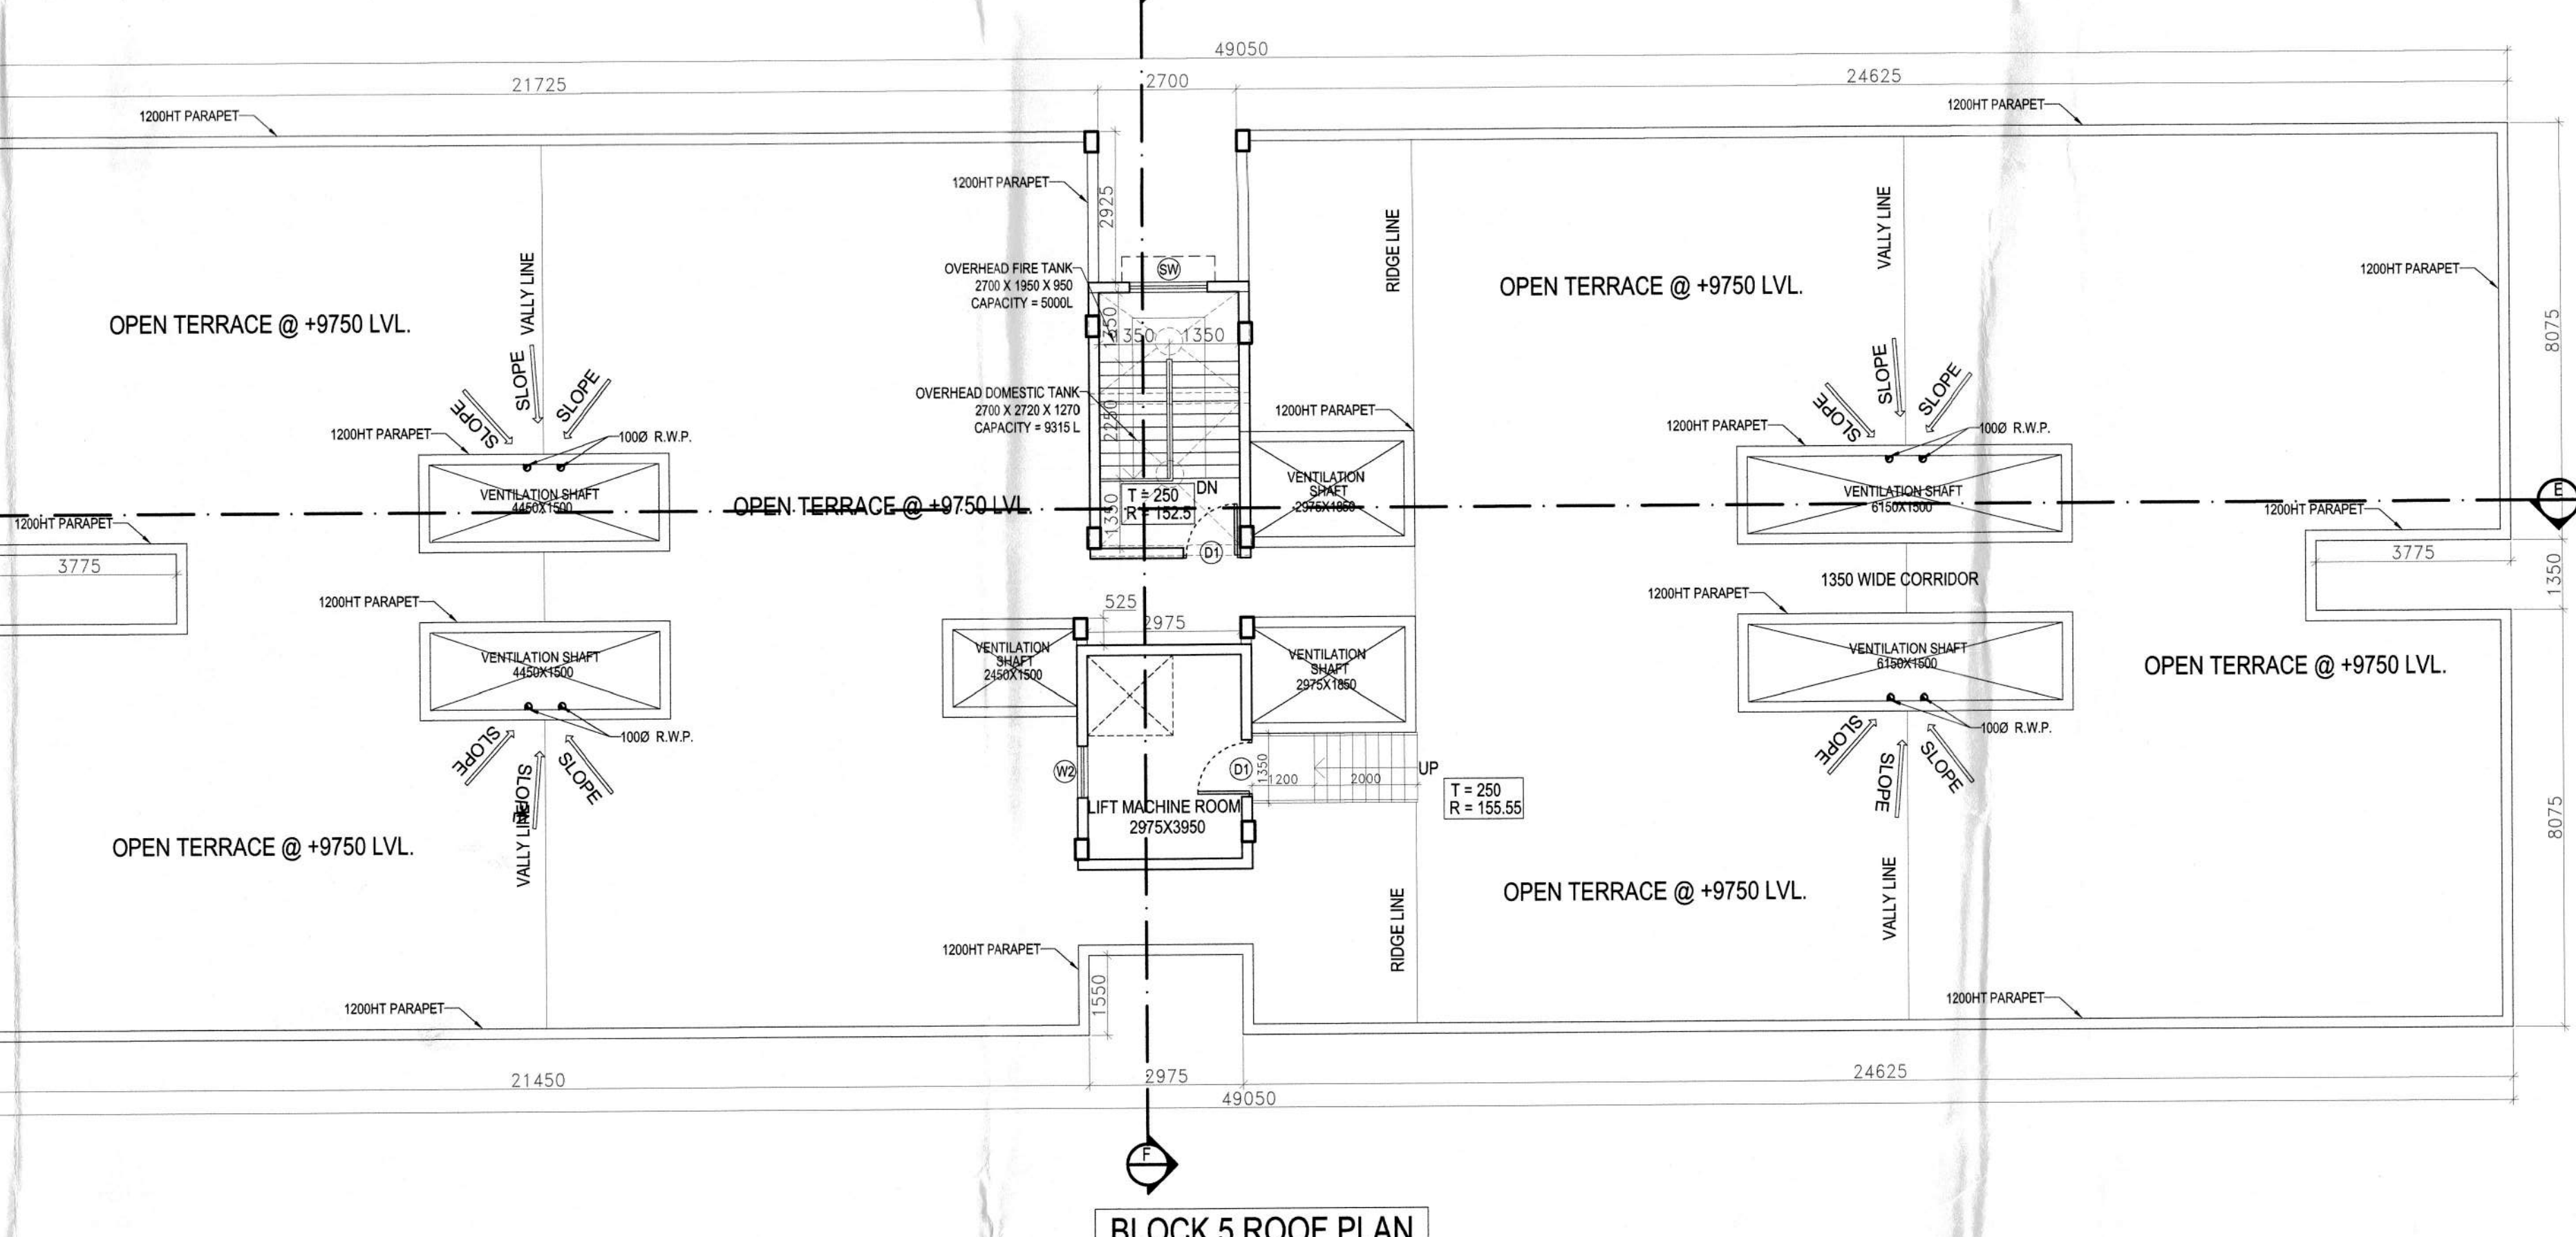 49050
21725
2700
24625
1200HT PARAPET
1200HT PARAPET
1200HT PARAPET
2925
VALLY LINE
RIDGE LINE
VALLY LINE
OVERHEAD FIRE TANK
2700 X 1950 X 950
CAPACITY = 5000L
SW
1200HT PARAPET
OPEN TERRACE @ +9750 LVL.
OPEN TERRACE @ +9750 LVL.
8075
1350
1350
1350
SLOPE
SLOPE
SLOPE
OVERHEAD DOMESTIC TANK
2700 X 2720 X 1270
CAPACITY = 9315 L
2250
1200HT PARAPET
SLOPE
SLOPE
SLOPE
1200HT PARAPET
100Ø R.W.P.
1200HT PARAPET
100Ø R.W.P.
VENTILATION SHAFT
4450X1500
OPEN TERRACE @ +9750 LVL.
1350
T = 250
R = 152.5
DN
VENTILATION
SHAFT
2975X1850
VENTILATION SHAFT
6150X1500
E
1200HT PARAPET
1200HT PARAPET
D1
3775
3775
1350
1350 WIDE CORRIDOR
1200HT PARAPET
525
2975
1200HT PARAPET
VENTILATION SHAFT
4450X1500
VENTILATION
SHAFT
2450X1500
VENTILATION
SHAFT
2975X1850
VENTILATION SHAFT
6150X1500
OPEN TERRACE @ +9750 LVL.
100Ø R.W.P.
100Ø R.W.P.
SLOPE
SLOPE
SLOPE
SLOPE
SLOPE
SLOPE
W2
D1
1350
1200
2000
UP
T = 250
R = 155.55
LIFT MACHINE ROOM
2975X3950
OPEN TERRACE @ +9750 LVL.
VALLY LINE
OPEN TERRACE @ +9750 LVL.
RIDGE LINE
VALLY LINE
8075
1200HT PARAPET
1550
1200HT PARAPET
1200HT PARAPET
21450
2975
24625
49050
F
BLOCK 5 ROOF PLAN